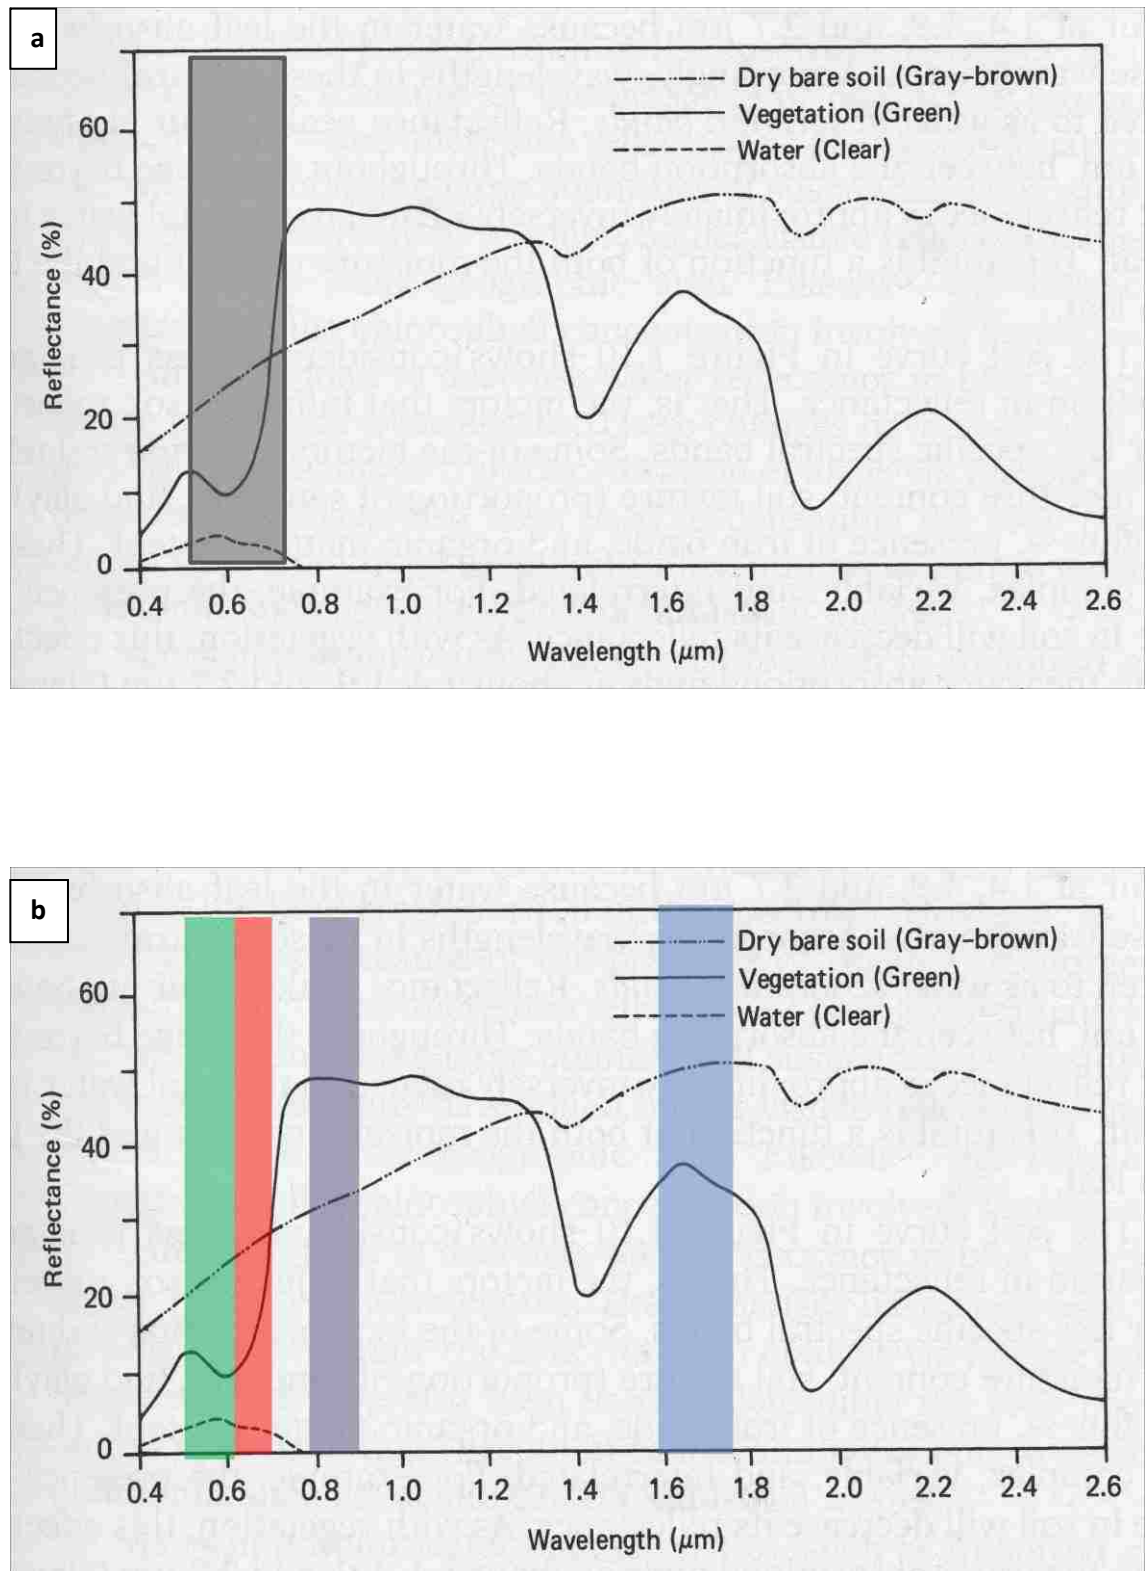 a
Dry bare soil (Gray-brown)
Vegetation (Green)
Water (Clear)
60
40
20
0
Reflectance (%)
0.4 0.6 0.8 1.0 1.2 1.4 1.6 1.8 2.0 2.2 2.4 2.6
Wavelength (μm)
b
Dry bare soil (Gray-brown)
Vegetation (Green)
Water (Clear)
60
40
20
0
Reflectance (%)
0.4 0.6 0.8 1.0 1.2 1.4 1.6 1.8 2.0 2.2 2.4 2.6
Wavelength (μm)